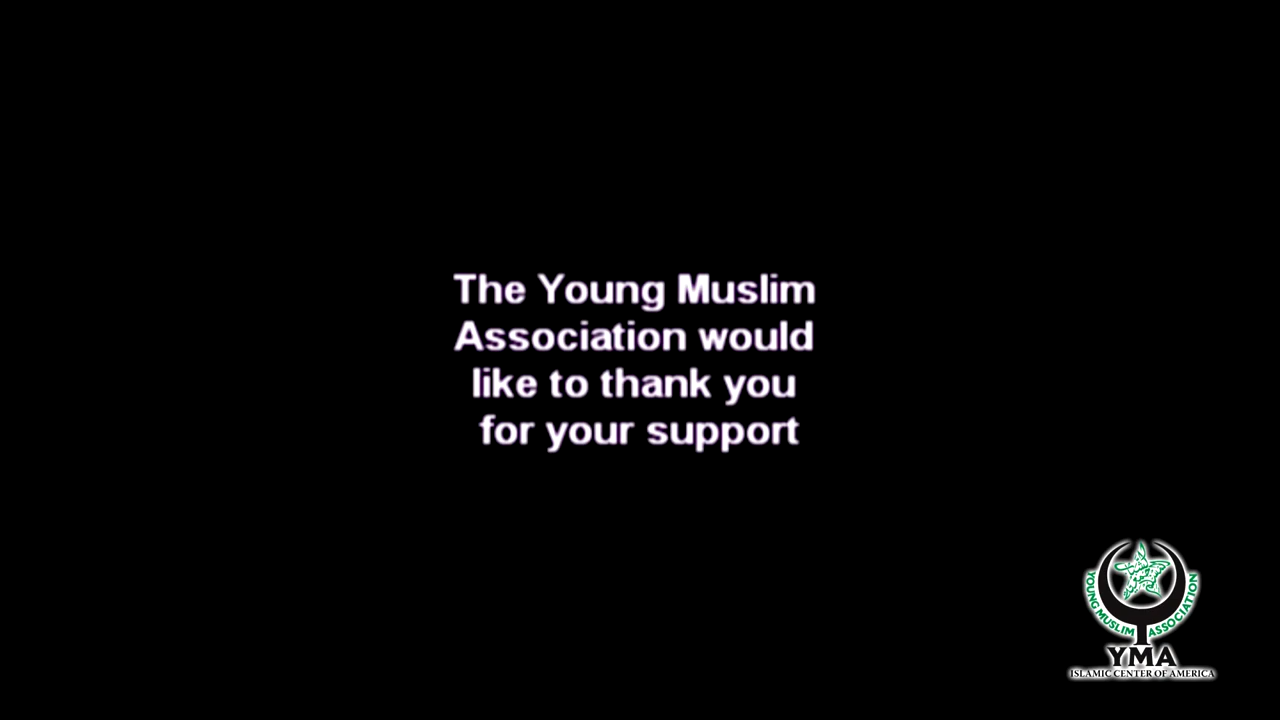 The Young Muslim
Association would
like to thank you
for your support
YOUNG MUSLIM ASSOCIATION
YMA
ISLAMIC CENTER OF AMERICA